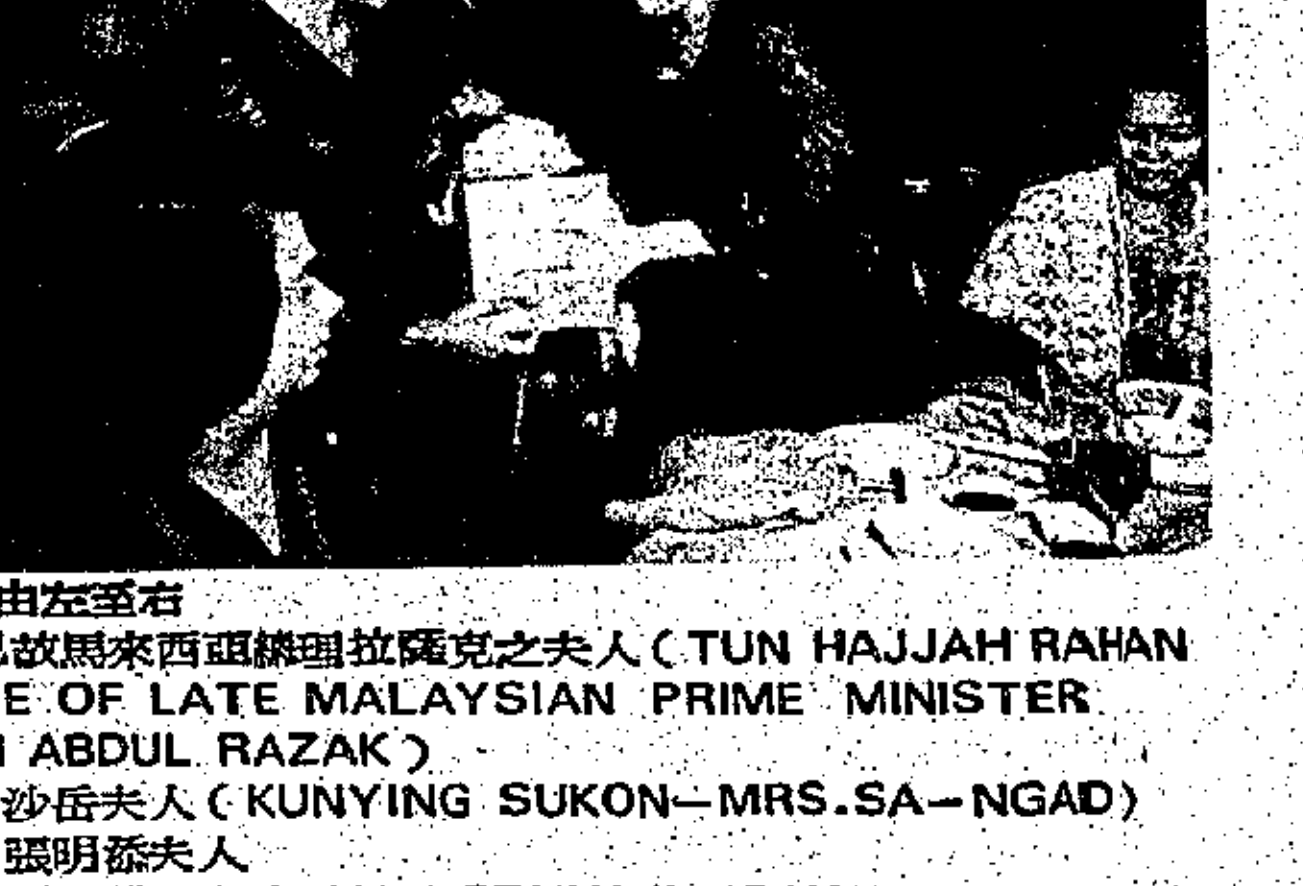 由左至右
故馬來西亞總理拉薩克之夫人(TUN HAJJAH RAHAN
E OF LATE MALAYSIAN PRIME MINISTER
ABDUL RAZAK)
沙岳夫人(KUNYING SUKON—MRS.SA—NGAD)
張明添夫人